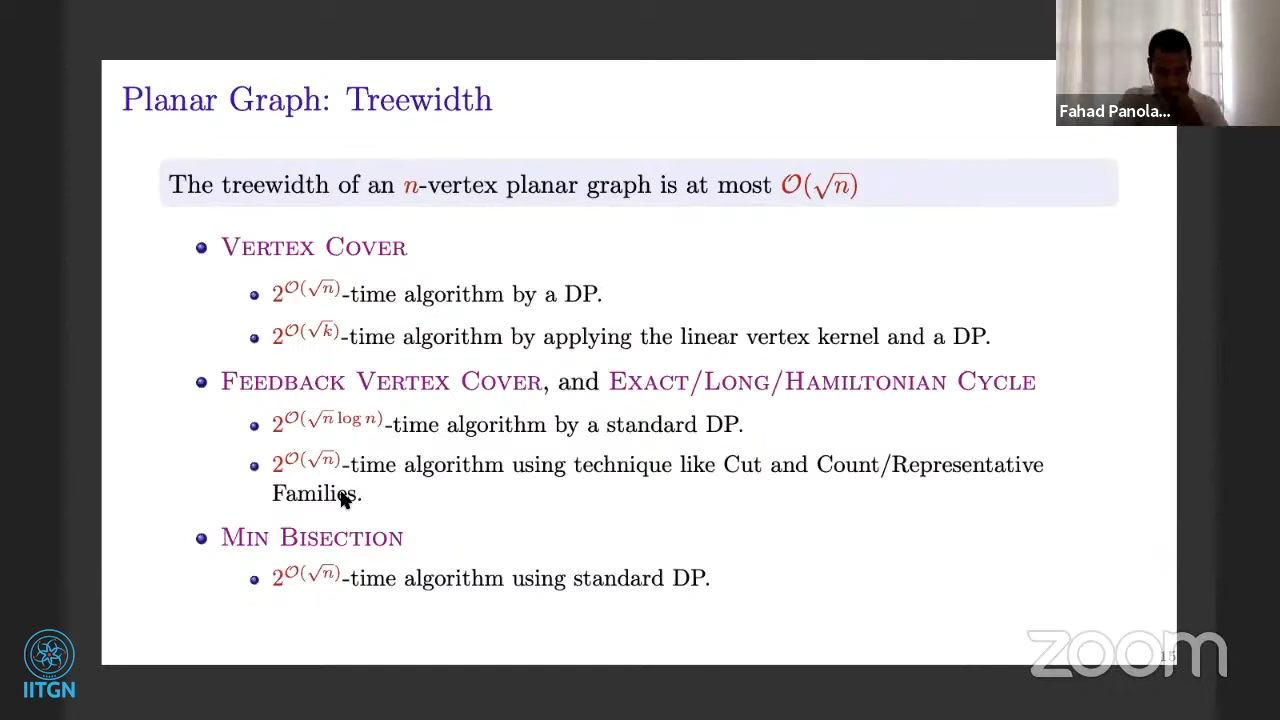 Planar Graph: Treewidth
Fahad Panola...
The treewidth of an n-vertex planar graph is at most 𝒪(√n)
VERTEX COVER
2^𝒪(√n)-time algorithm by a DP.
2^𝒪(√k)-time algorithm by applying the linear vertex kernel and a DP.
FEEDBACK VERTEX COVER, and EXACT/LONG/HAMILTONIAN CYCLE
2^𝒪(√n log n)-time algorithm by a standard DP.
2^𝒪(√n)-time algorithm using technique like Cut and Count/Representative
Families.
MIN BISECTION
2^𝒪(√n)-time algorithm using standard DP.
IITGN
zoom
15